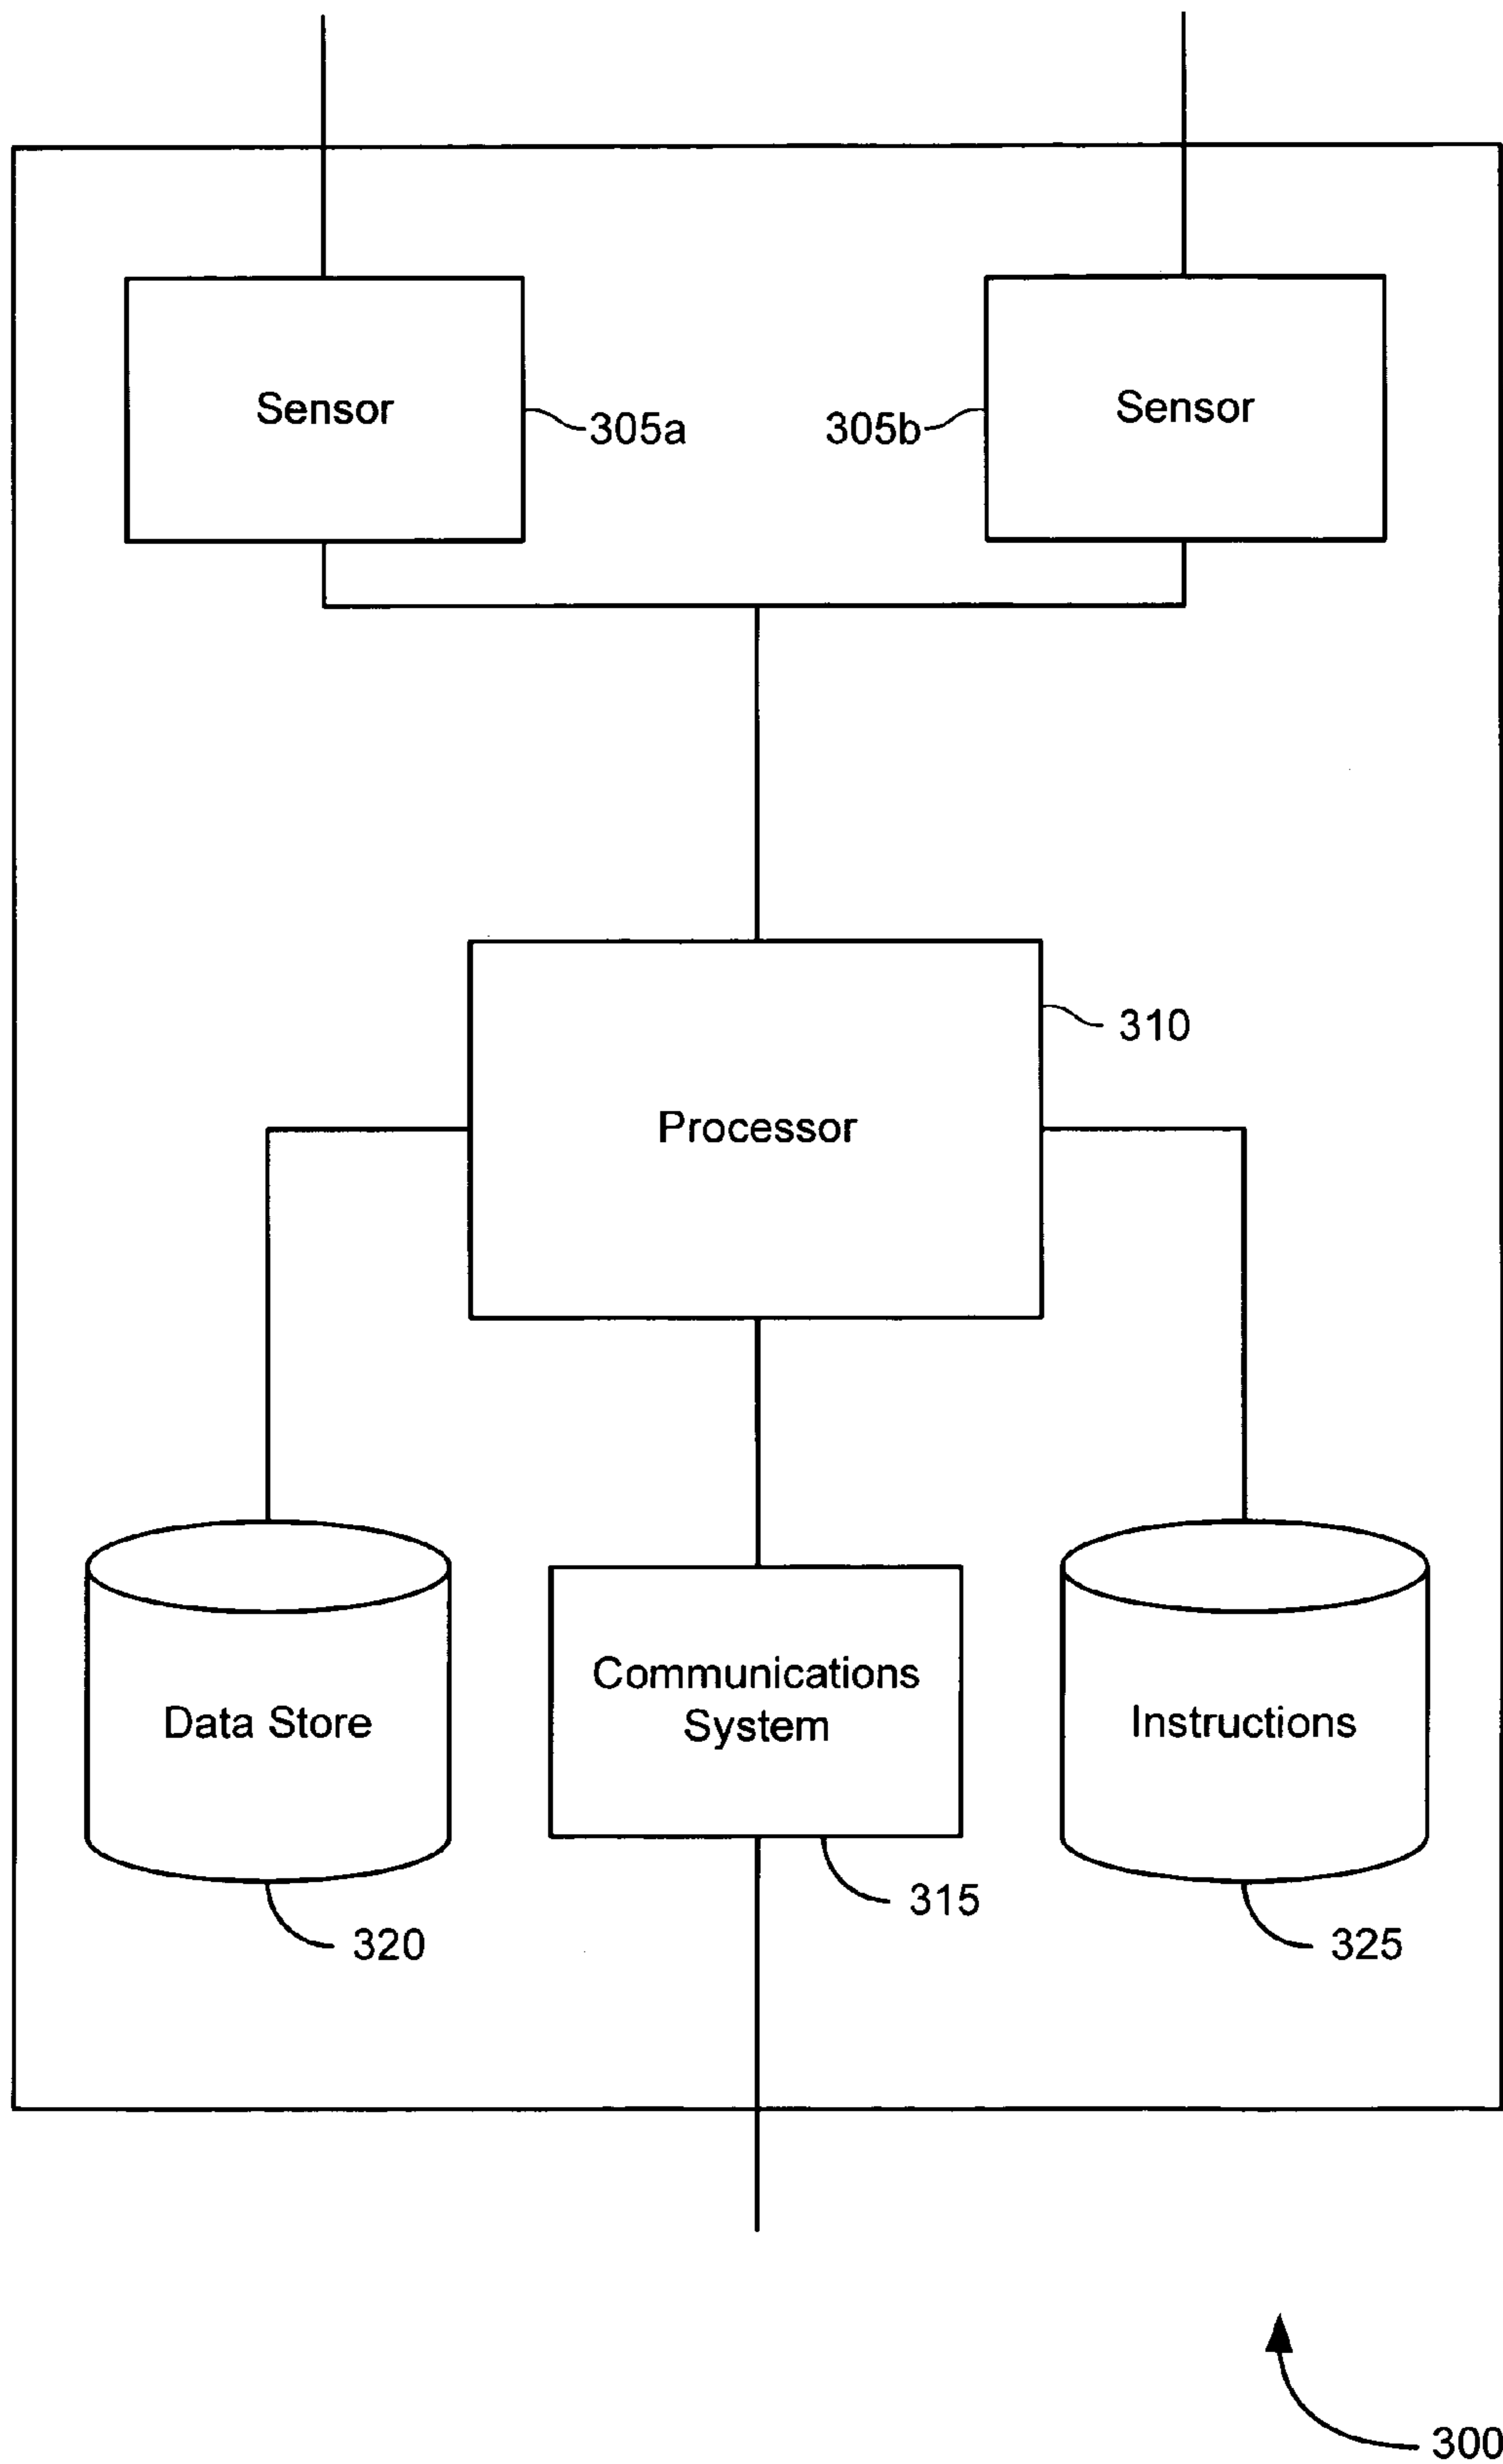 Sensor
305a
305b
Sensor
310
Processor
Communications
System
Data Store
Instructions
315
320
325
300